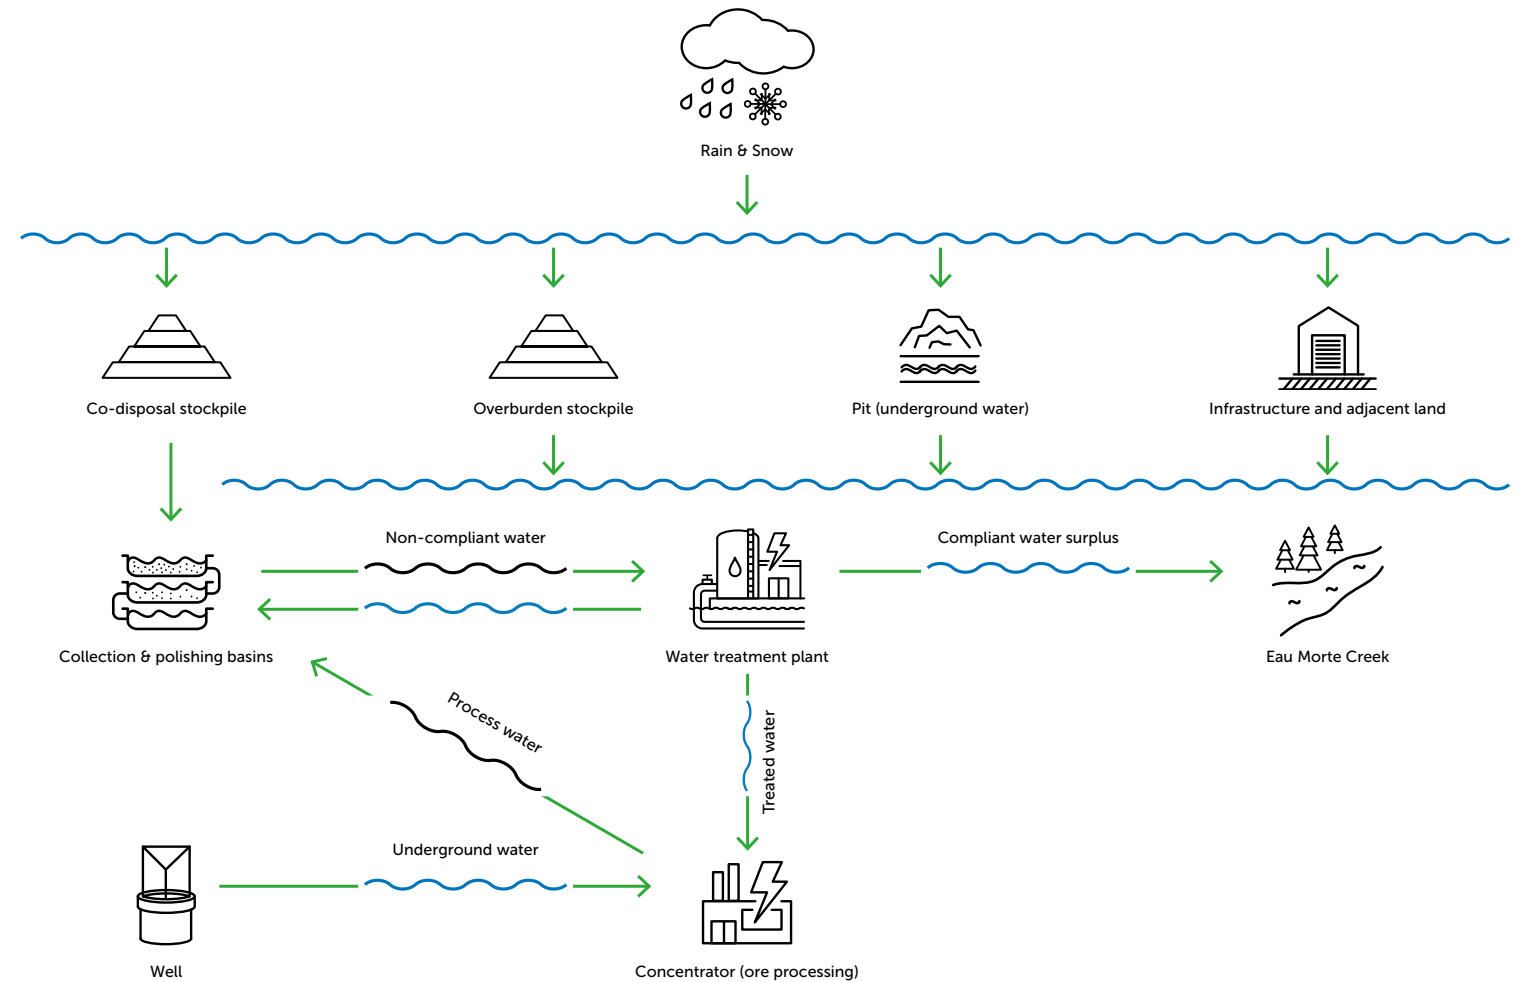 Rain & Snow
Co-disposal stockpile
Overburden stockpile
Pit (underground water)
Infrastructure and adjacent land
Non-compliant water
Compliant water surplus
Collection & polishing basins
Water treatment plant
Eau Morte Creek
Process water
Treated water
Underground water
Well
Concentrator (ore processing)